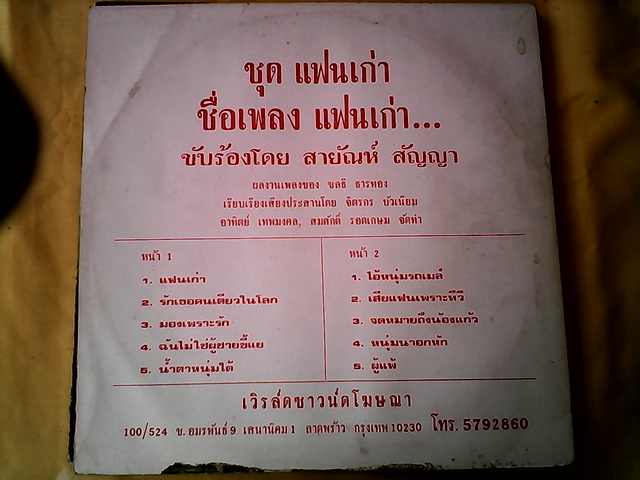 ชุด แฟนเก่า
ชื่อเพลง แฟนเก่า...
ขับร้องโดย สายัณห์ สัญญา
ผลงานเพลงของ ชลธี ธารทอง
เรียบเรียงเสียงประสานโดย จิตรกร บัวเนียม
อาทิตย์ เทพมงคล, สมศักดิ์ รอดเกษม จัดทำ
หน้า 1
1. แฟนเก่า
2. รักเธอคนเดียวในโลก
3. มองเพราะรัก
4. ฉันไม่ใช่ผู้ชายขี้แย
5. น้ำตาหนุ่มใต้
หน้า 2
1. ไอ้หนุ่มรถเมล์
2. เสียแฟนเพราะทีวี
3. จดหมายถึงน้องแก้ว
4. หนุ่มนาอกหัก
5. ผู้แพ้
เวิรล์ดซาวน์ดโฆษณา
100/524 ซ.อมรพันธ์9 เสนานิคม1 ลาดพร้าว กรุงเทพ10230 โทร. 5792860